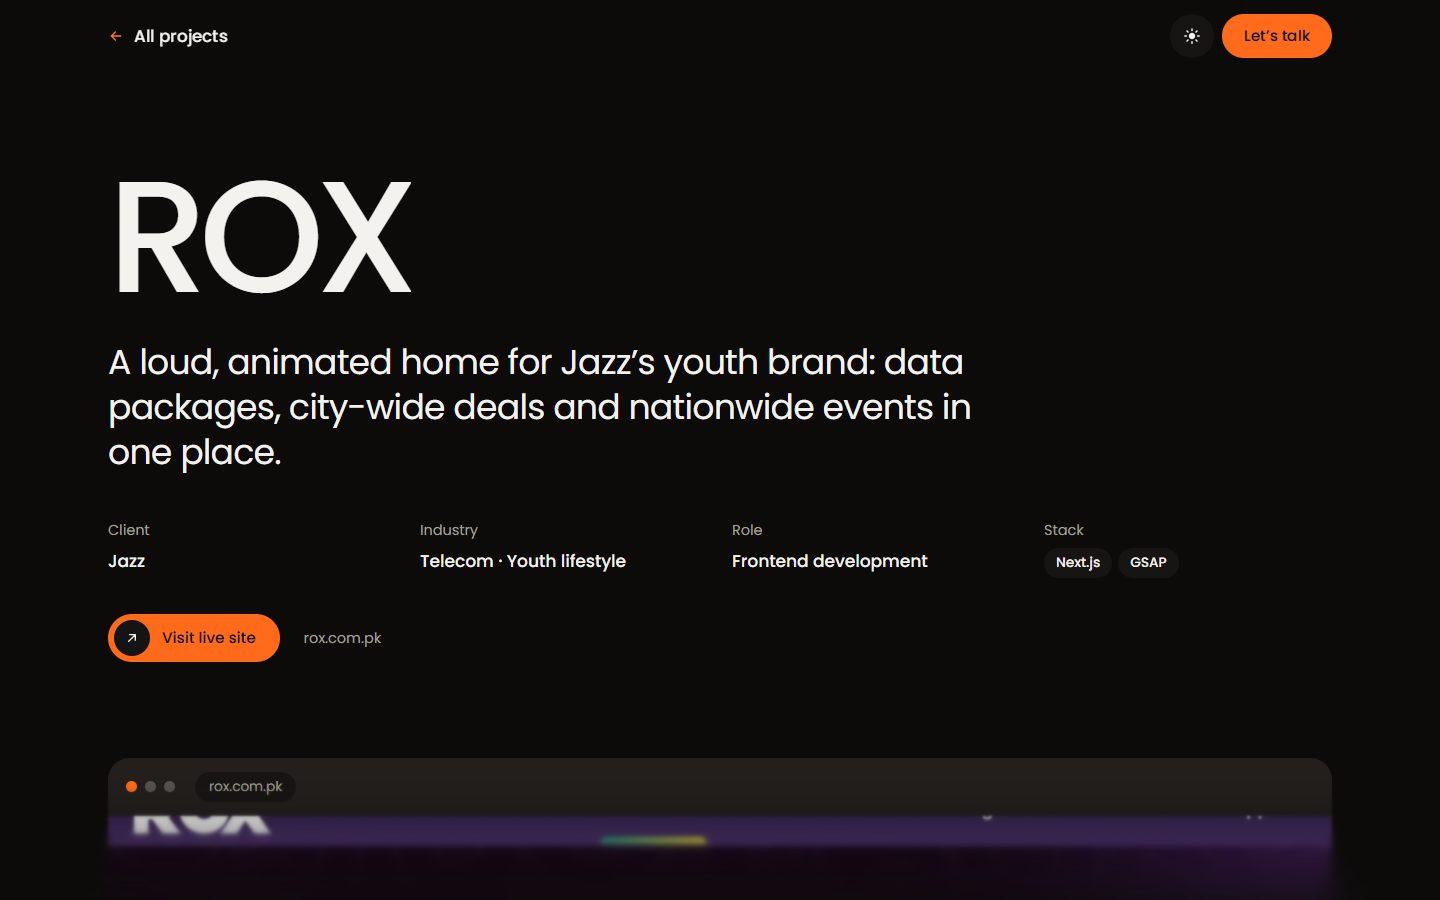 All projects
Let’s talk
ROX
A loud, animated home for Jazz’s youth brand: data
packages, city-wide deals and nationwide events in
one place.
Client
Industry
Role
Stack
Jazz
Telecom · Youth lifestyle
Frontend development
Next.js
GSAP
Visit live site
rox.com.pk
rox.com.pk
ROX